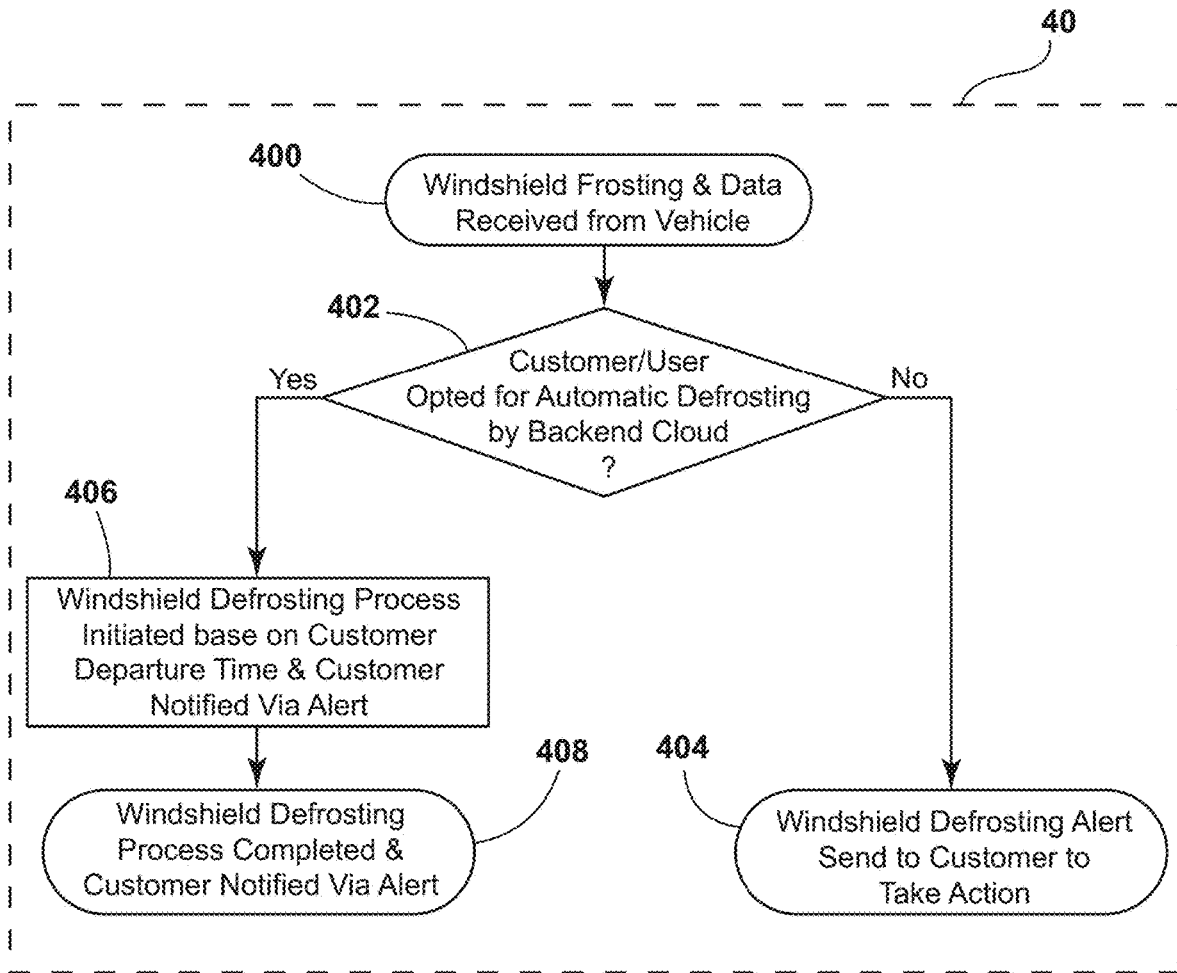 40
400
Windshield Frosting & Data
Received from Vehicle
402
Customer/User
Opted for Automatic Defrosting
by Backend Cloud
?
Yes
No
406
Windshield Defrosting Process
Initiated base on Customer
Departure Time & Customer
Notified Via Alert
408
Windshield Defrosting
Process Completed &
Customer Notified Via Alert
404
Windshield Defrosting Alert
Send to Customer to
Take Action